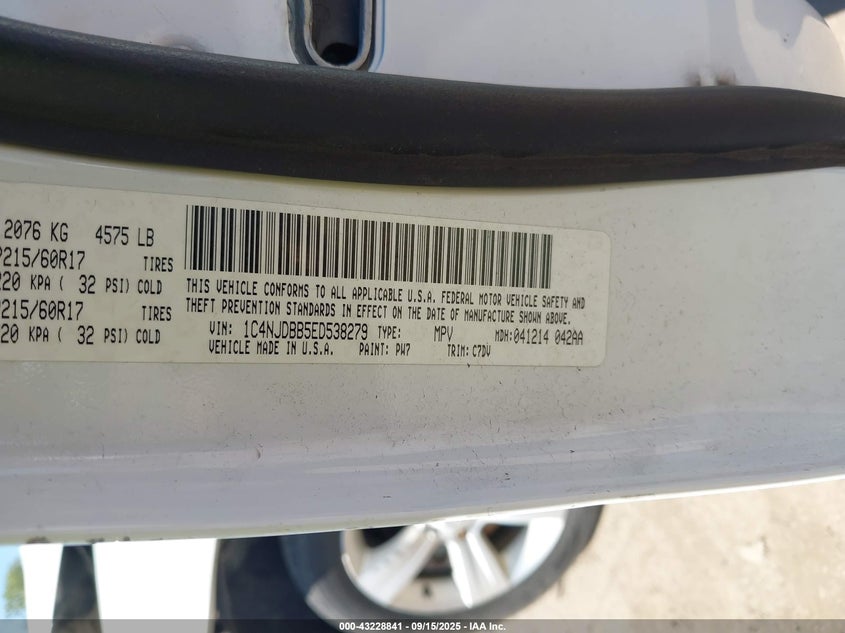 2076 KG 4575 LB
215/60R17 TIRES
220 KPA ( 32 PSI) COLD
215/60R17 TIRES
20 KPA ( 32 PSI) COLD
THIS VEHICLE CONFORMS TO ALL APPLICABLE U.S.A. FEDERAL MOTOR VEHICLE SAFETY AND
THEFT PREVENTION STANDARDS IN EFFECT ON THE DATE OF MANUFACTURE SHOWN ABOVE.
VIN: 1C4NJDBB5ED538279 TYPE: MPV MDH:041214 042AA
VEHICLE MADE IN U.S.A. PAINT: PW7 TRIM: C7DV
000-43228841 - 09/15/2025 - IAA Inc.